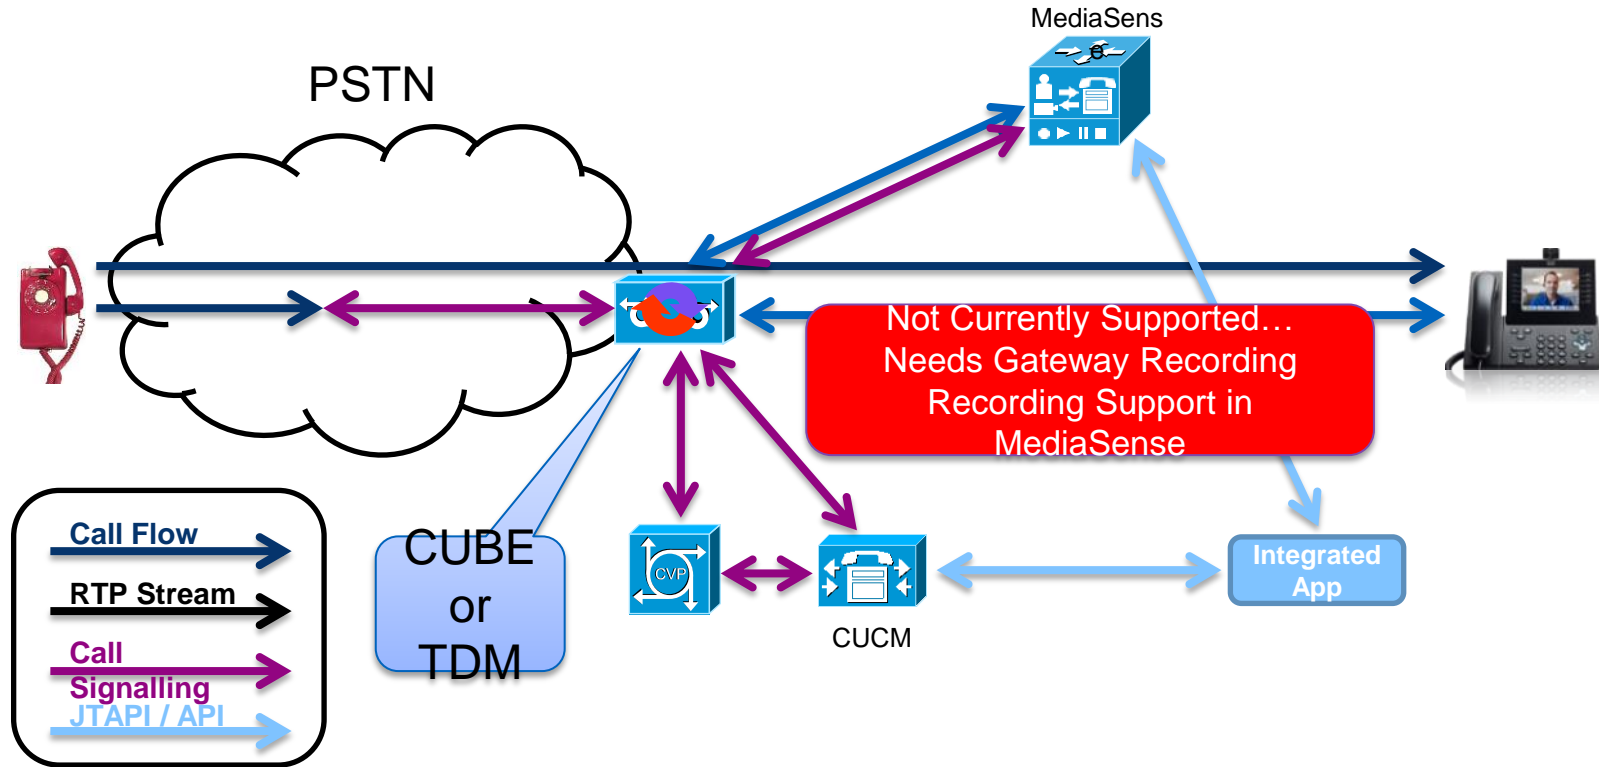 MediaSens
e
PSTN
Not Currently Supported…
Needs Gateway Recording
Recording Support in
MediaSense
Call Flow
RTP Stream
Call
Signalling
JTAPI / API
CUBE
or
TDM
CVP
CUCM
Integrated
App